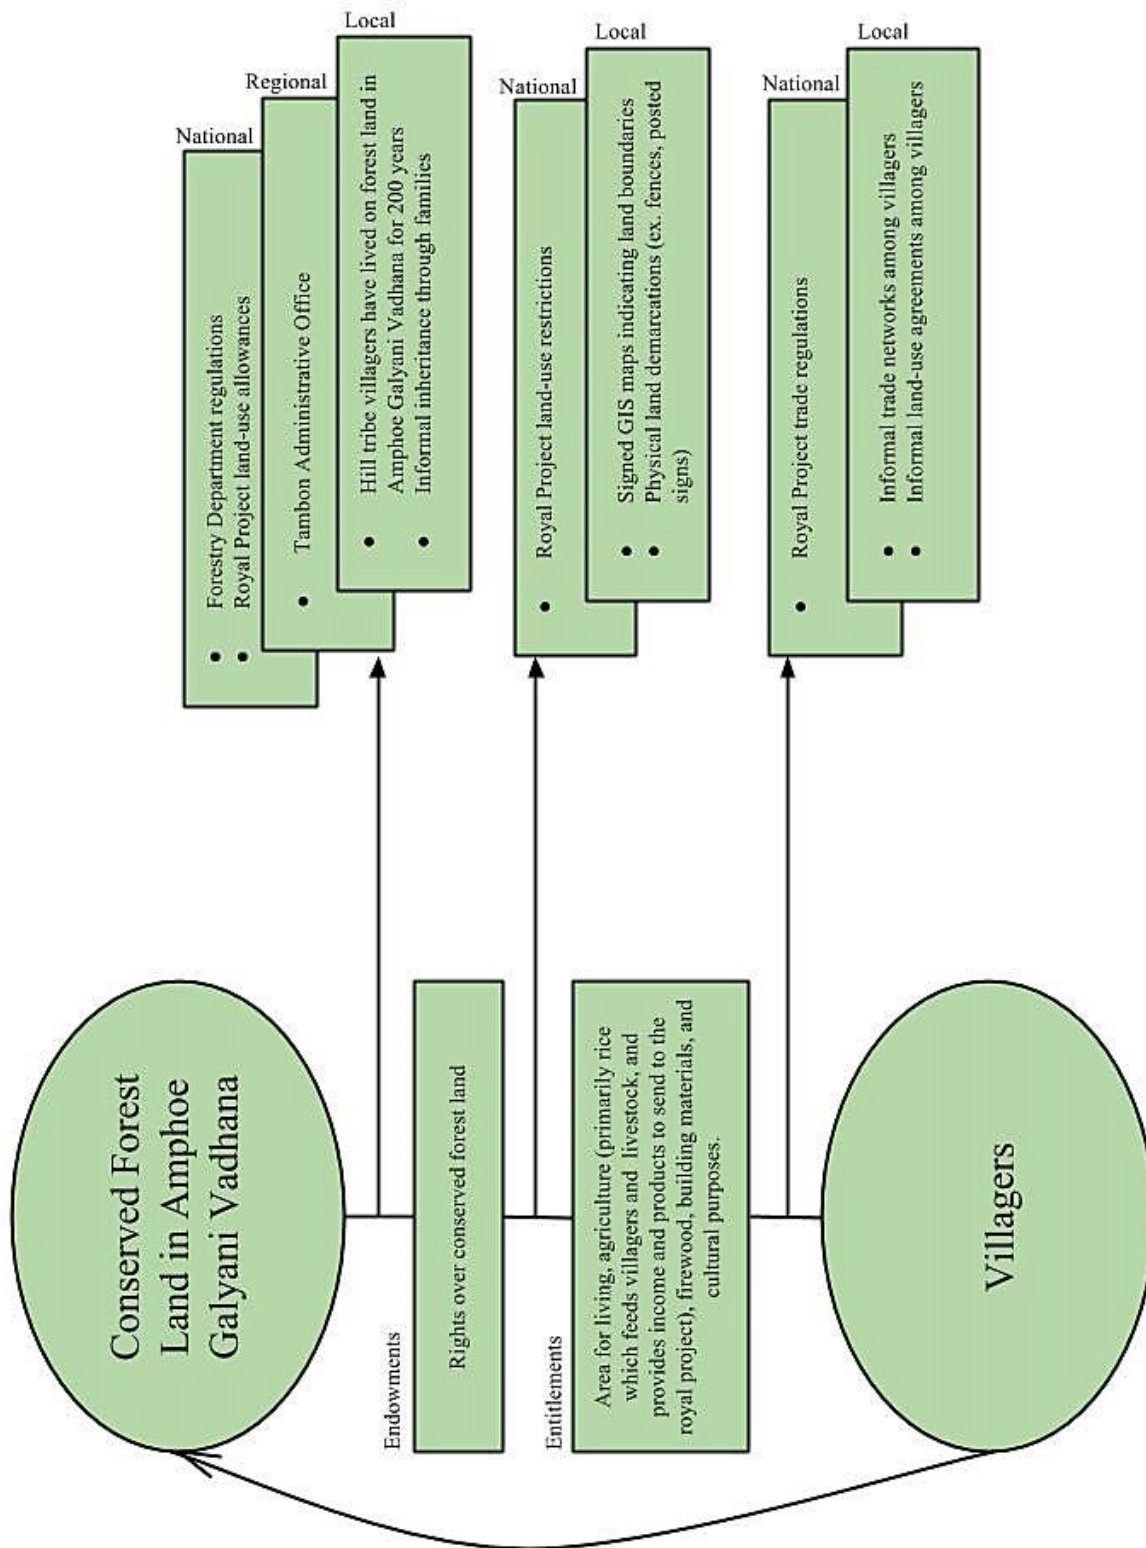 Conserved Forest
Land in Amphoe
Galyani Vadhana
National
Forestry Department regulations
Royal Project land-use allowances
Regional
Tambon Administrative Office
Local
Hill tribe villagers have lived on forest land in
Amphoe Galyani Vadhana for 200 years
Informal inheritance through families
Endowments
Rights over conserved forest land
National
Royal Project land-use restrictions
Local
Signed GIS maps indicating land boundaries
Physical land demarcations (ex. fences, posted
signs)
Entitlements
Area for living, agriculture (primarily rice
which feeds villagers and livestock, and
provides income and products to send to the
royal project), firewood, building materials, and
cultural purposes.
National
Royal Project trade regulations
Local
Informal trade networks among villagers
Informal land-use agreements among villagers
Villagers